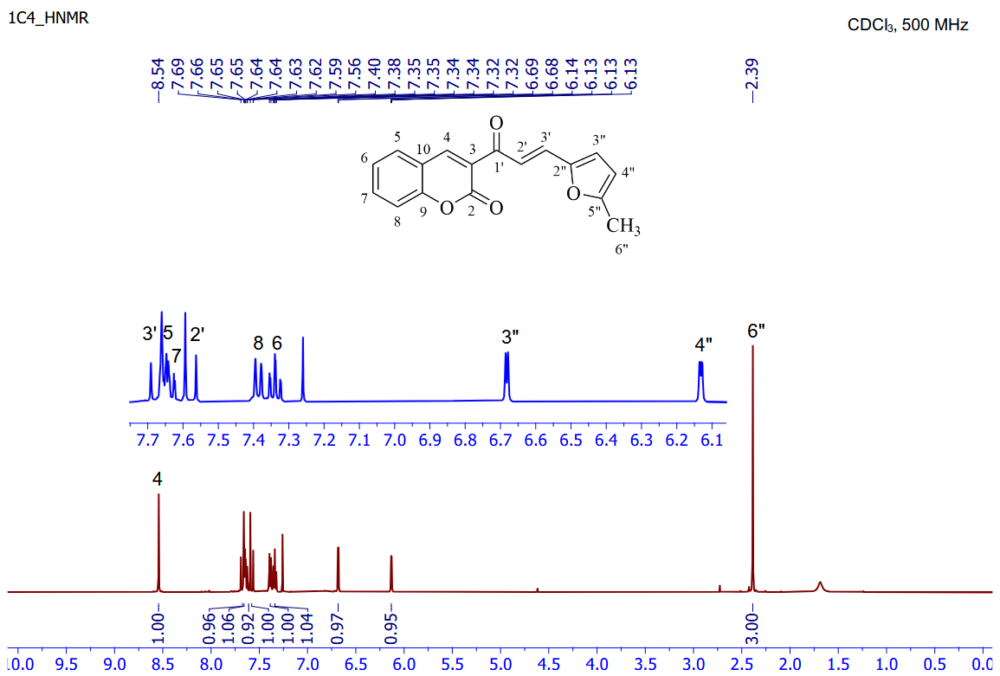 1C4_HNMR
CDCl₃, 500 MHz
8.54 7.69 7.66 7.65 7.65 7.64 7.64 7.63 7.62 7.59 7.56 7.40 7.38 7.35 7.35 7.34 7.34 7.32 7.32 6.69 6.68 6.14 6.13 6.13 6.13 2.39
O
5 4 2' 3'
6 10 3 1' 3''
7 2'' 4''
9 O 2 O O 5''
8
CH₃
6''
3' 5 7 2' 8 6 3'' 4'' 6''
7.7 7.6 7.5 7.4 7.3 7.2 7.1 7.0 6.9 6.8 6.7 6.6 6.5 6.4 6.3 6.2 6.1
4
1.00 0.96 1.06 0.92 1.00 1.00 1.04 0.97 0.95 3.00
0.0 9.5 9.0 8.5 8.0 7.5 7.0 6.5 6.0 5.5 5.0 4.5 4.0 3.5 3.0 2.5 2.0 1.5 1.0 0.5 0.0